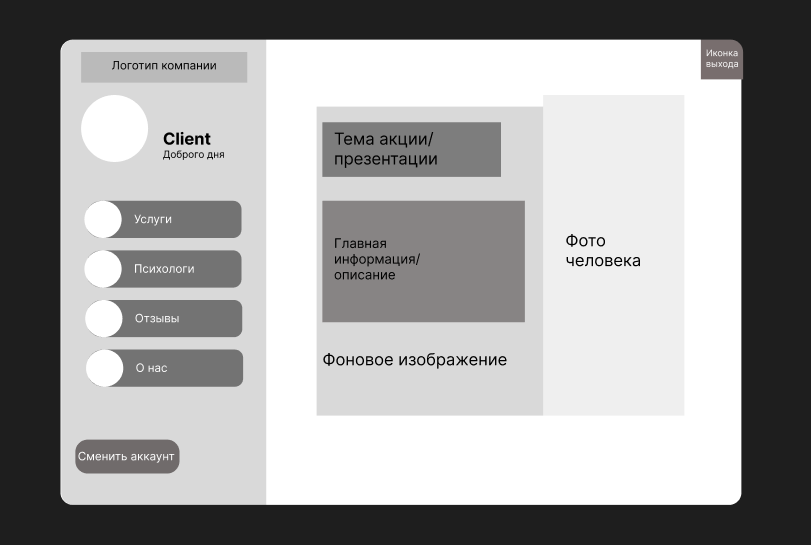 Логотип компании
Иконка
выхода
Client
Доброго дня
Услуги
Психологи
Отзывы
О нас
Сменить аккаунт
Тема акции/
презентации
Главная
информация/
описание
Фоновое изображение
Фото
человека